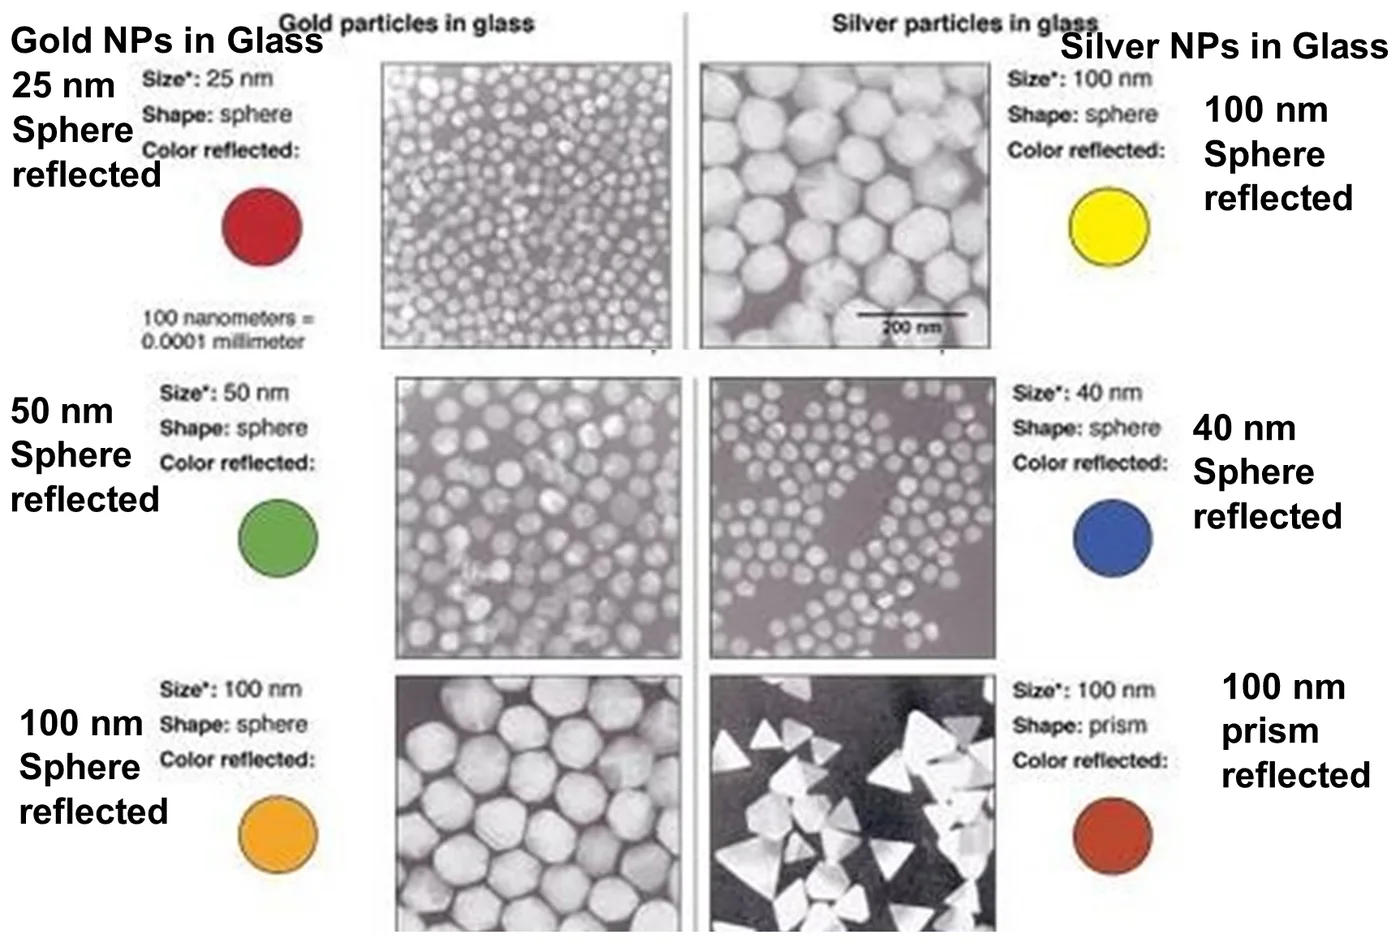 Gold particles in glass
Silver particles in glass
Gold NPs in Glass
Silver NPs in Glass
25 nm
Sphere
reflected
Size*: 25 nm
Shape: sphere
Color reflected:
100 nanometers =
0.0001 millimeter
200 nm
Size*: 100 nm
Shape: sphere
Color reflected:
100 nm
Sphere
reflected
50 nm
Sphere
reflected
Size*: 50 nm
Shape: sphere
Color reflected:
Size*: 40 nm
Shape: sphere
Color reflected:
40 nm
Sphere
reflected
100 nm
Sphere
reflected
Size*: 100 nm
Shape: sphere
Color reflected:
Size*: 100 nm
Shape: prism
Color reflected:
100 nm
prism
reflected